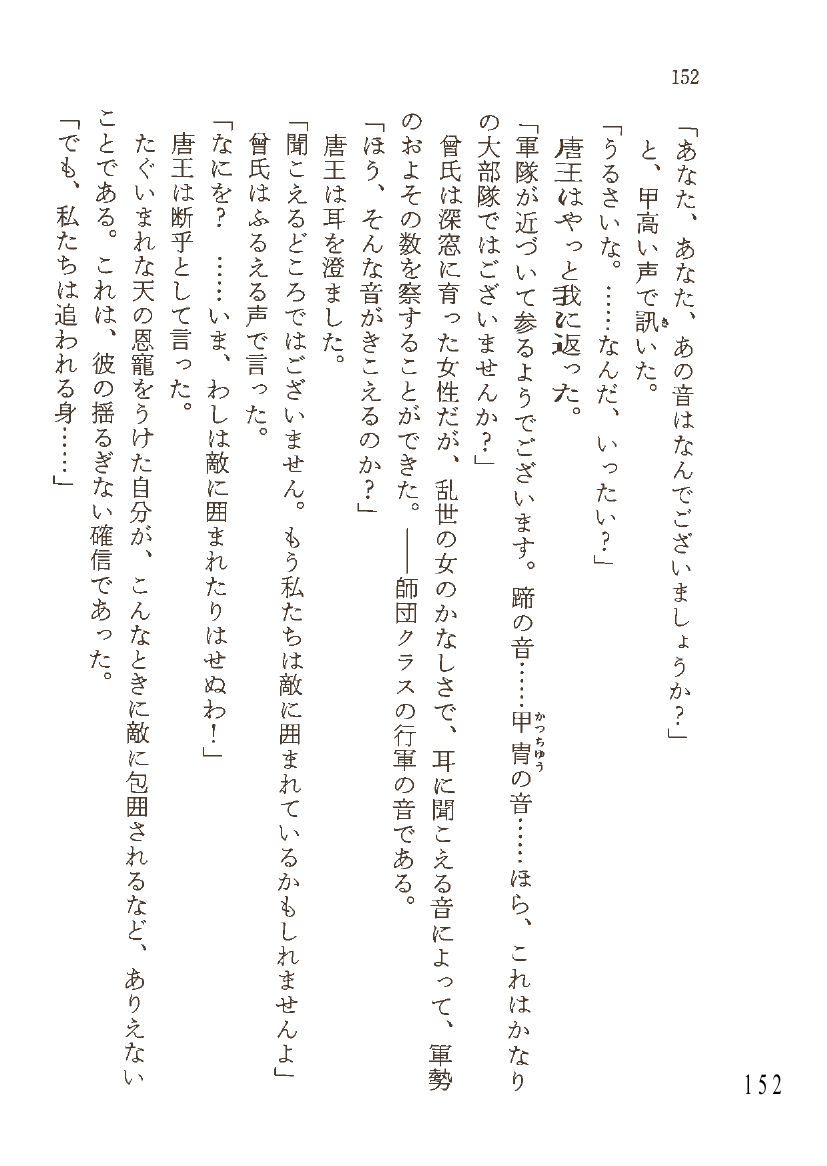 152
「あなた、あなた、あの音はなんでございましょうか?」
と、甲高い声で訊いた。
「うるさいな。……なんだ、いったい?」
唐王はやっと我に返った。
「軍隊が近づいて参るようでございます。蹄の音……甲冑の音……ほら、これはかなり
の大部隊ではございませんか?」
曾氏は深窓に育った女性だが、乱世の女のかなしさで、耳に聞こえる音によって、軍勢
のおよその数を察することができた。――師団クラスの行軍の音である。
「ほう、そんな音がきこえるのか?」
唐王は耳を澄ました。
「聞こえるどころではございません。もう私たちは敵に囲まれているかもしれませんよ」
曾氏はふるえる声で言った。
「なにを? ……いま、わしは敵に囲まれたりはせぬわ!」
唐王は断乎として言った。
たぐいまれな天の恩寵をうけた自分が、こんなときに敵に包囲されるなど、ありえない
ことである。これは、彼の揺るぎない確信であった。
「でも、私たちは追われる身……」
152